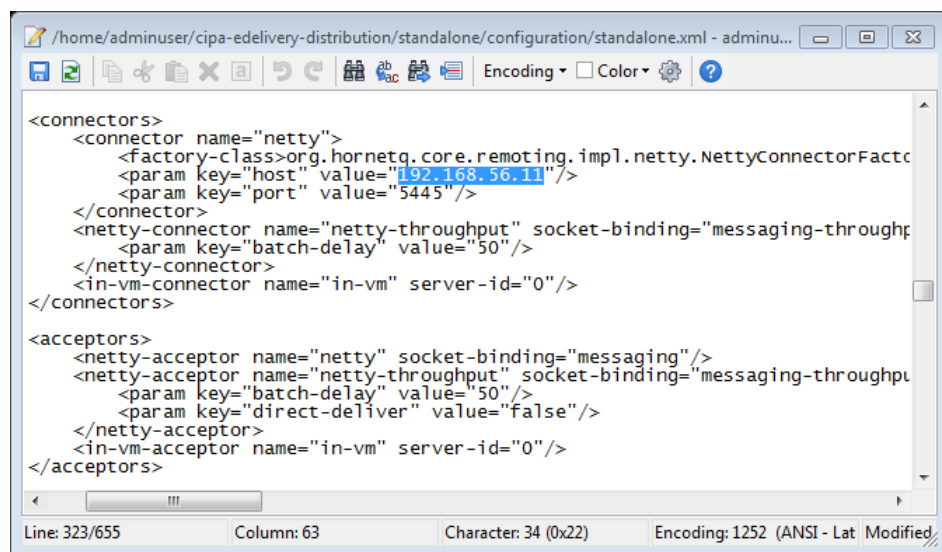 /home/adminuser/cipa-edelivery-distribution/standalone/configuration/standalone.xml - adminu...
Encoding Color
<connectors>
<connector name="netty">
<factory-class>org.hornetq.core.remoting.impl.netty.NettyConnectorFacto
<param key="host" value="192.168.56.11"/>
<param key="port" value="5445"/>
</connector>
<netty-connector name="netty-throughput" socket-binding="messaging-throughp
<param key="batch-delay" value="50"/>
</netty-connector>
<in-vm-connector name="in-vm" server-id="0"/>
</connectors>
<acceptors>
<netty-acceptor name="netty" socket-binding="messaging"/>
<netty-acceptor name="netty-throughput" socket-binding="messaging-throughpu
<param key="batch-delay" value="50"/>
<param key="direct-deliver" value="false"/>
</netty-acceptor>
<in-vm-acceptor name="in-vm" server-id="0"/>
</acceptors>
Line: 323/655 Column: 63 Character: 34 (0x22) Encoding: 1252 (ANSI - Lat Modified